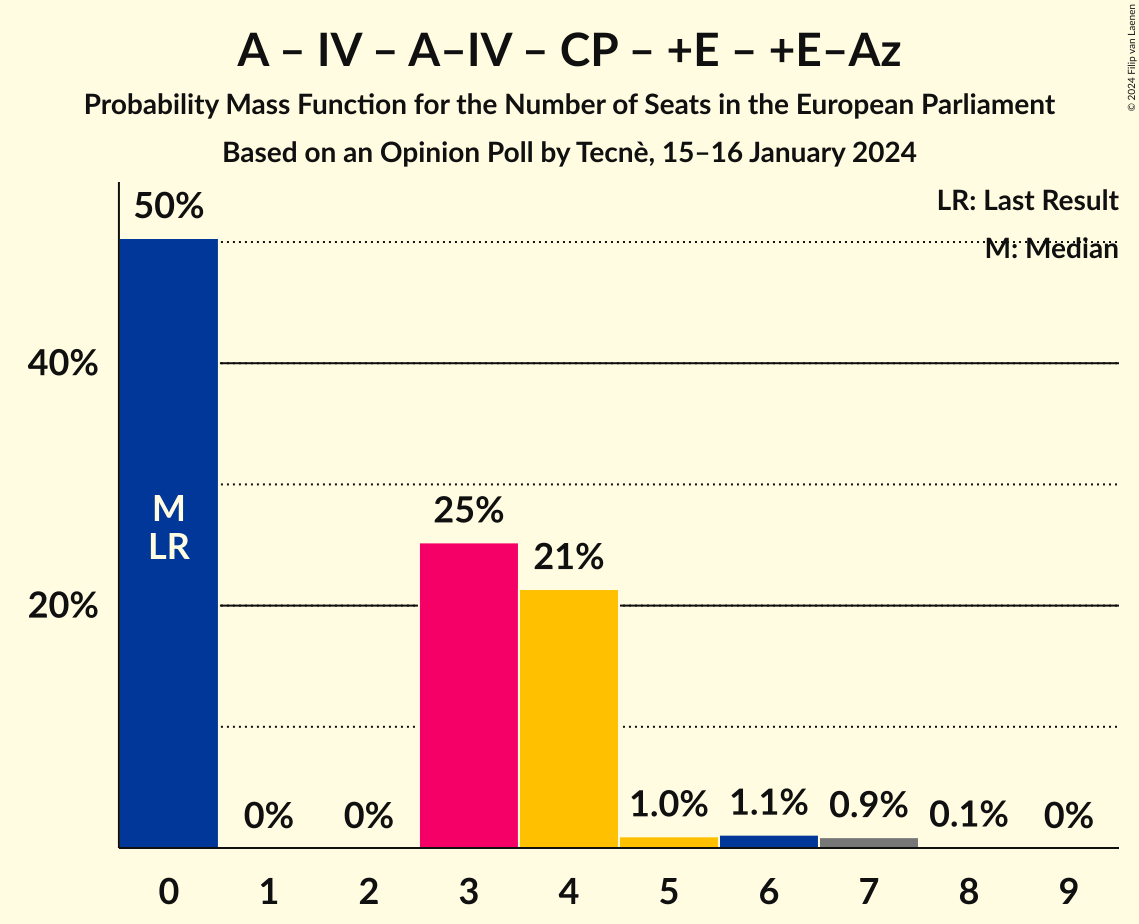 A – IV – A–IV – CP – +E – +E–Az
Probability Mass Function for the Number of Seats in the European Parliament
Based on an Opinion Poll by Tecnè, 15–16 January 2024
© 2024 Filip van Laenen
LR: Last Result
M: Median
50%
40%
20%
M
LR
25%
21%
0%
0%
1.0%
1.1%
0.9%
0.1%
0%
0 1 2 3 4 5 6 7 8 9